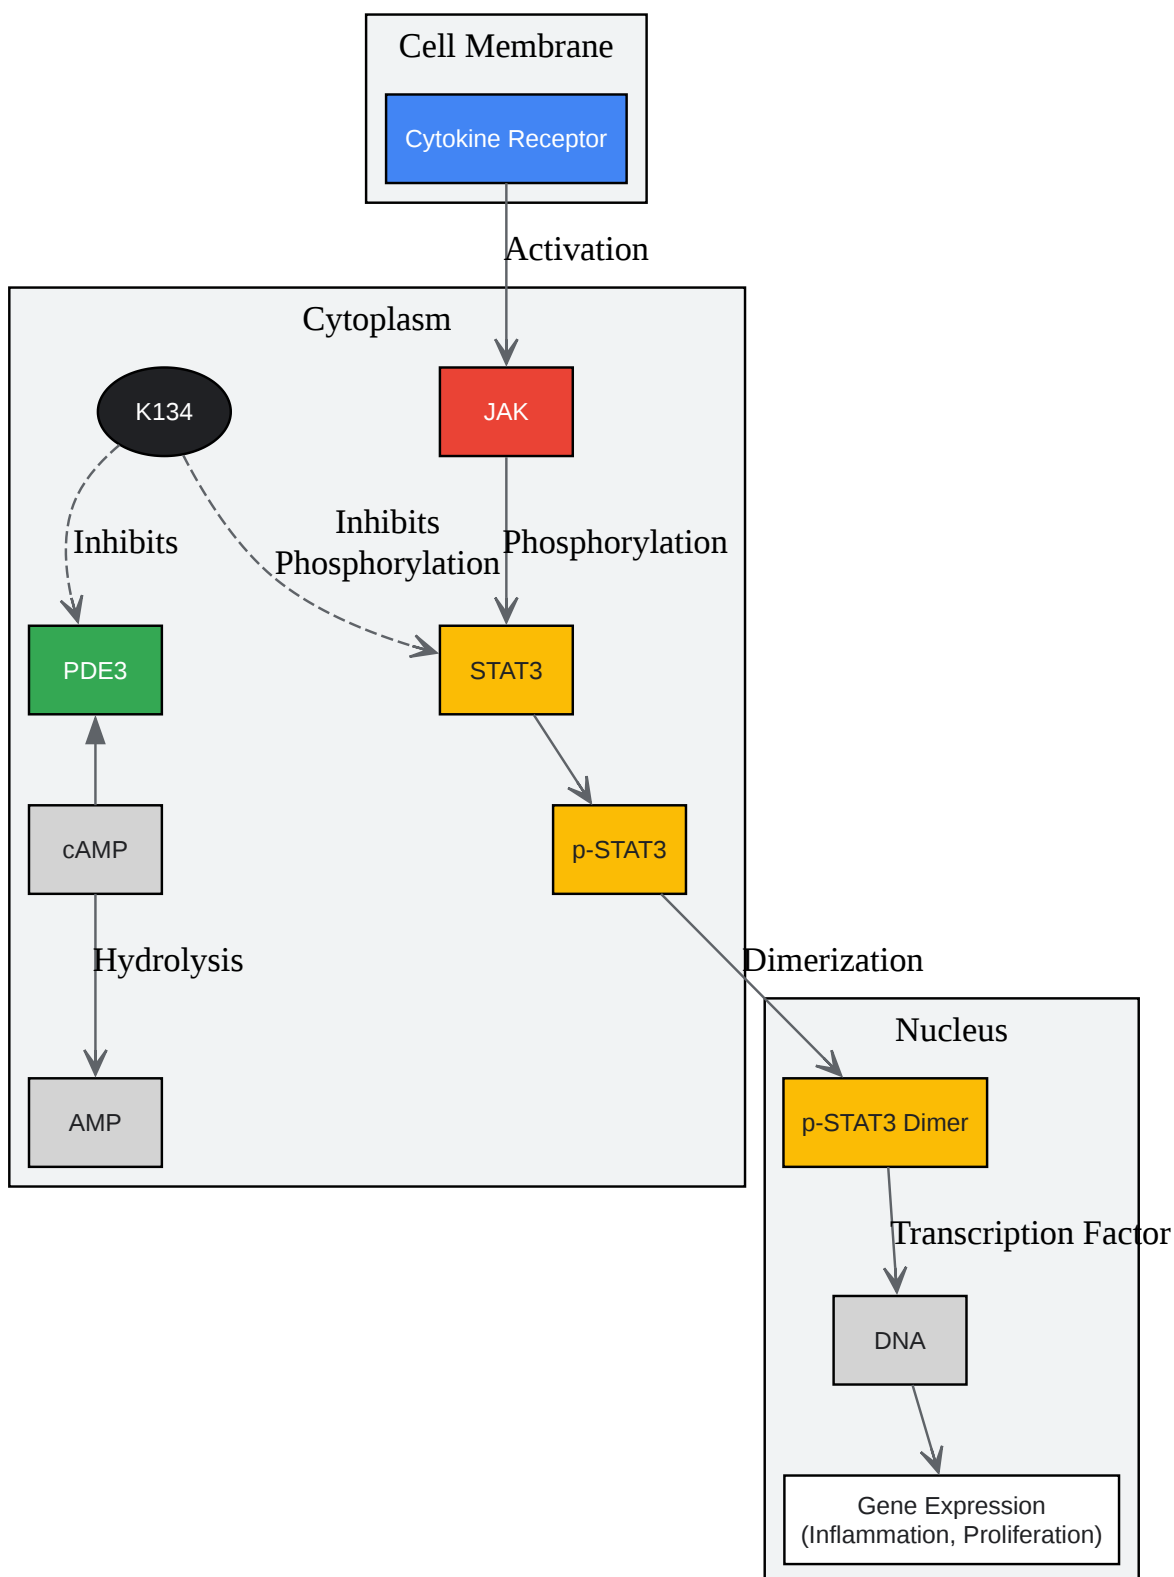 Cell Membrane
Cytokine Receptor
Activation
Cytoplasm
K134
JAK
Inhibits
Inhibits
Phosphorylation
Phosphorylation
PDE3
STAT3
cAMP
p-STAT3
Hydrolysis
Dimerization
Nucleus
AMP
p-STAT3 Dimer
Transcription Factor
DNA
Gene Expression
(Inflammation, Proliferation)